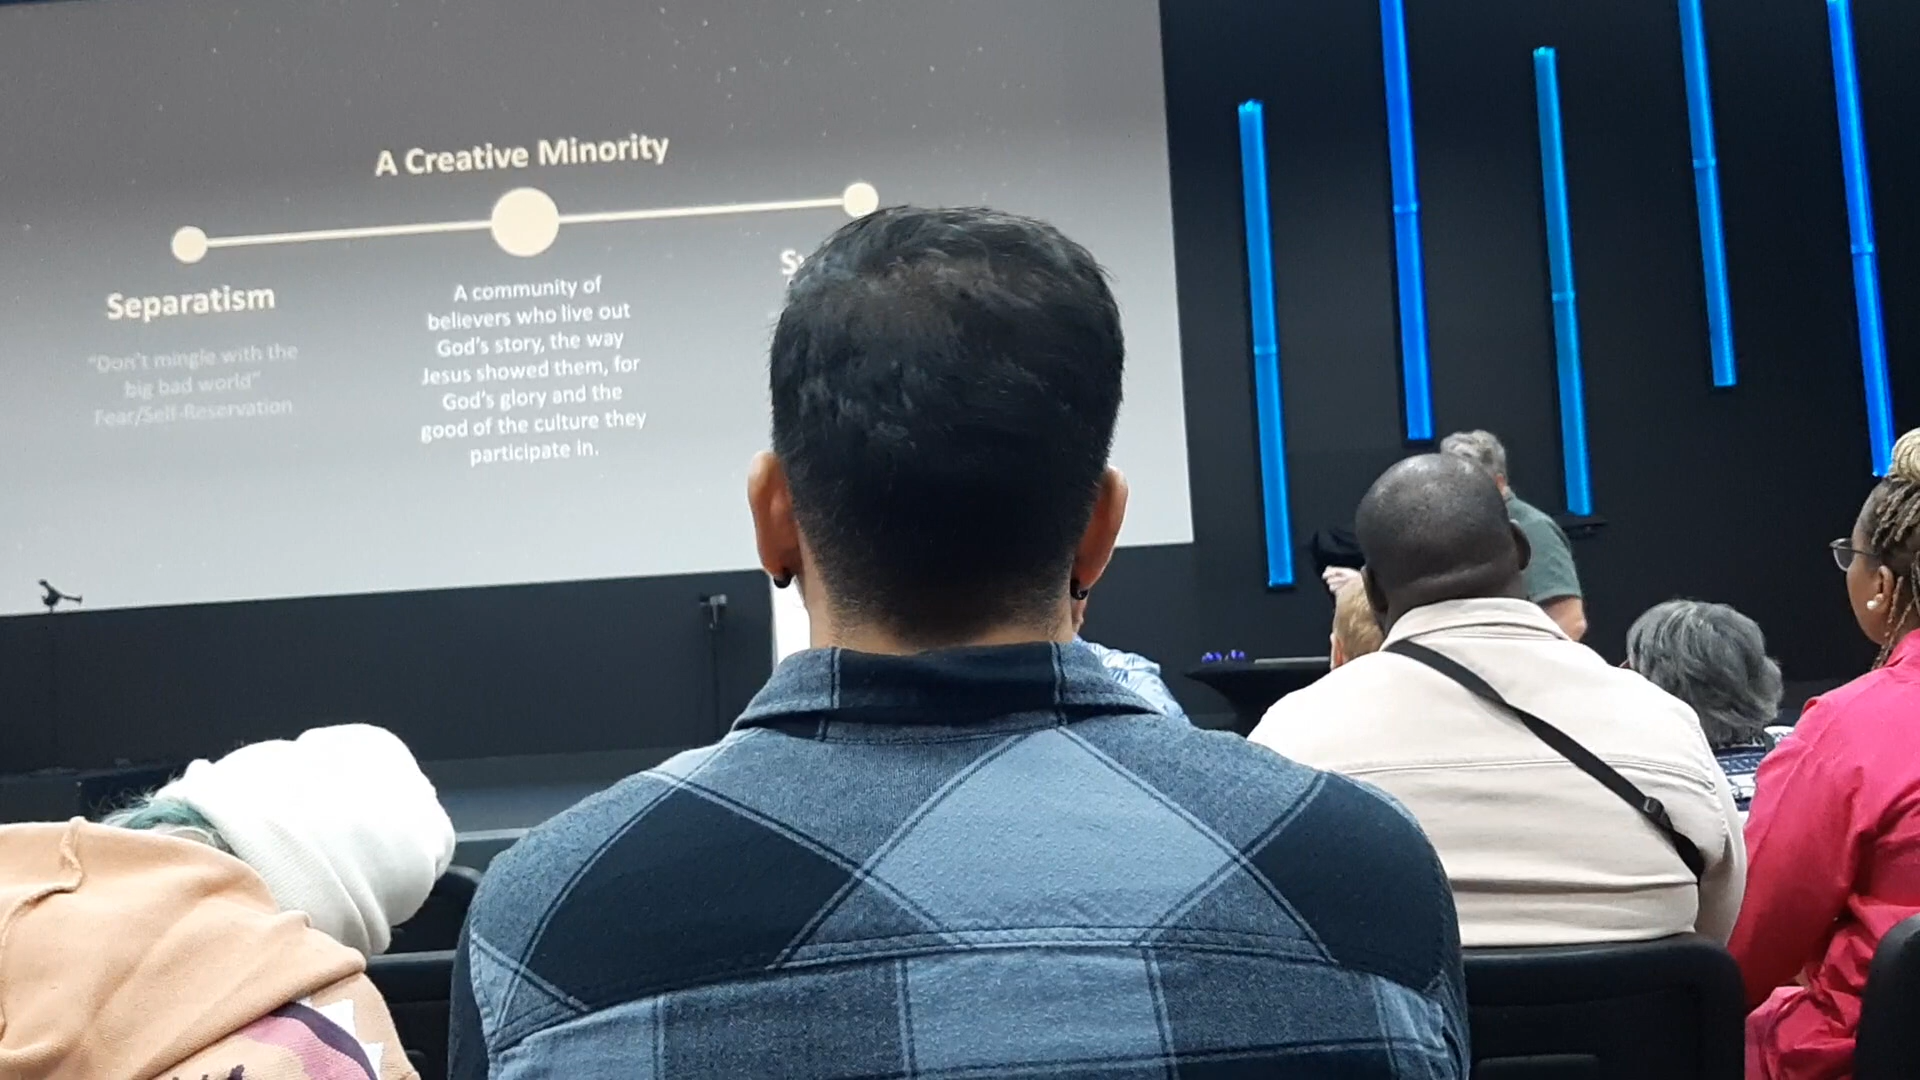 A Creative Minority
Separatism
"Don't mingle with the
big bad world"
Fear/Self-Reservation
A community of
believers who live out
God's story, the way
Jesus showed them, for
God's glory and the
good of the culture they
participate in.